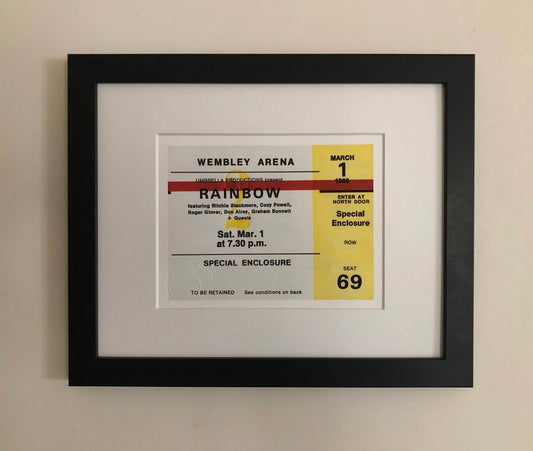 WEMBLEY ARENA
UMBRELLA PRODUCTIONS present
RAINBOW
featuring Ritchie Blackmore, Cozy Powell,
Roger Glover, Don Airey, Graham Bonnett
+ Guests
2
Sat. Mar. 1
at 7.30 p.m.
SPECIAL ENCLOSURE
TO BE RETAINED See conditions on back
MARCH
1
1980
ENTER AT
NORTH DOOR
Special
Enclosure
ROW
SEAT
69